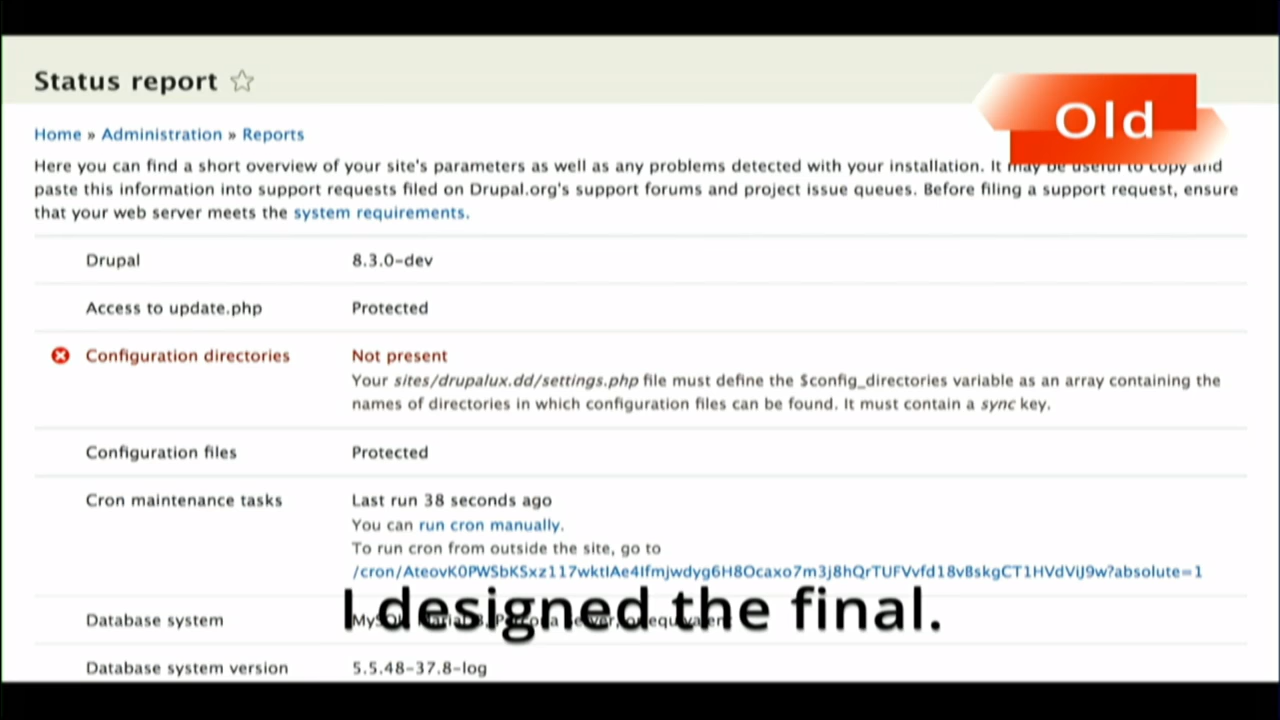 Status report
Old
Home » Administration » Reports
Here you can find a short overview of your site's parameters as well as any problems detected with your installation. It may be useful to copy and
paste this information into support requests filed on Drupal.org's support forums and project issue queues. Before filing a support request, ensure
that your web server meets the system requirements.
Drupal 8.3.0-dev
Access to update.php Protected
Configuration directories Not present
Your sites/drupalux.dd/settings.php file must define the $config_directories variable as an array containing the
names of directories in which configuration files can be found. It must contain a sync key.
Configuration files Protected
Cron maintenance tasks Last run 38 seconds ago
You can run cron manually.
To run cron from outside the site, go to
/cron/AteovK0PWSbKSxz117wktIAe4Ifmjwdyg6H8Ocaxo7m3j8hQrTUFVvfd18vBskgCT1HVdViJ9w?absolute=1
I designed the final.
Database system MySQL, MariaDB, Percona Server, or equivalent
Database system version 5.5.48-37.8-log